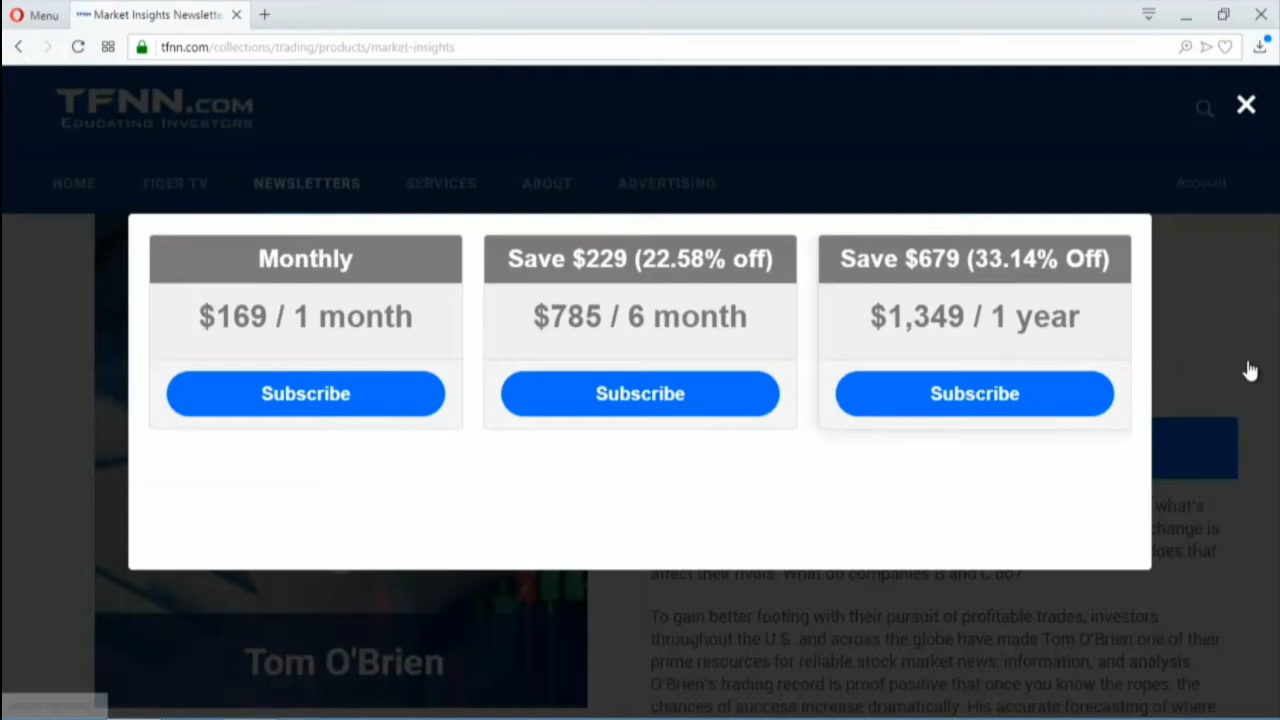 Menu
Market Insights Newslette
tfnn.com/collections/trading/products/market-insights
TFNN.COM
EDUCATING INVESTORS
HOME TIGER TV NEWSLETTERS SERVICES ABOUT ADVERTISING Account
Monthly
$169 / 1 month
Subscribe
Save $229 (22.58% off)
$785 / 6 month
Subscribe
Save $679 (33.14% Off)
$1,349 / 1 year
Subscribe
what's
change is
does that
affect their rivals. What do companies B and C do?
To gain better footing with their pursuit of profitable trades, investors
throughout the U.S. and across the globe have made Tom O'Brien one of their
prime resources for reliable stock market news, information, and analysis.
O'Brien's trading record is proof positive that once you know the ropes, the
chances of success increase dramatically. His accurate forecasting of where
Tom O'Brien